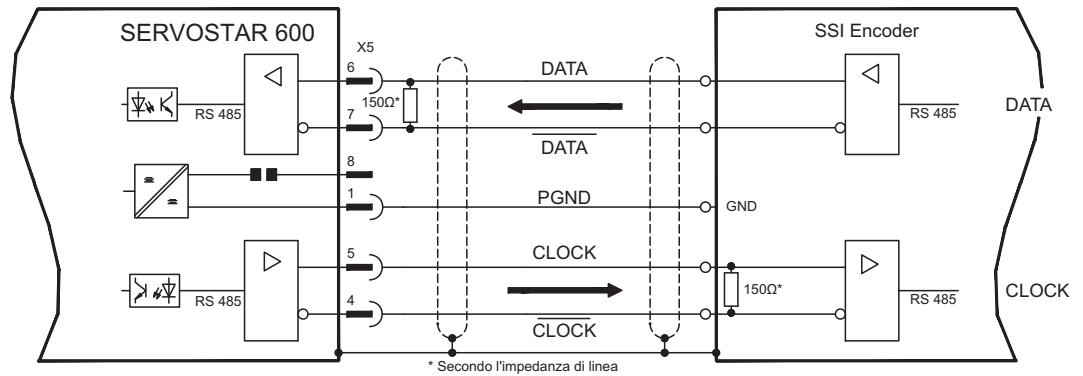 SERVOSTAR 600
X5
SSI Encoder
6
DATA
150Ω*
RS 485
RS 485
DATA
7
DATA
8
1
PGND
GND
5
CLOCK
RS 485
150Ω*
RS 485
CLOCK
4
CLOCK
* Secondo l'impedanza di linea